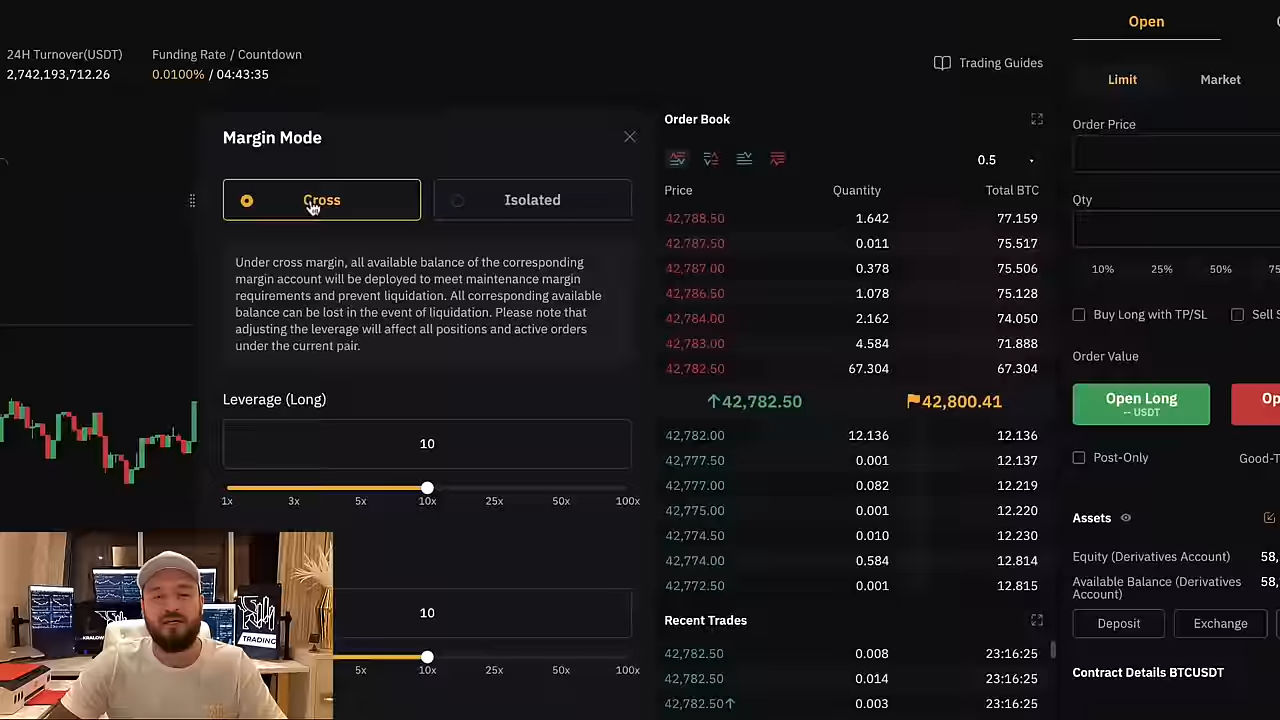 24H Turnover(USDT)
2,742,193,712.26
Funding Rate / Countdown
0.0100% / 04:43:35
Trading Guides
Margin Mode
Cross
Isolated
Under cross margin, all available balance of the corresponding
margin account will be deployed to meet maintenance margin
requirements and prevent liquidation. All corresponding available
balance can be lost in the event of liquidation. Please note that
adjusting the leverage will affect all positions and active orders
under the current pair.
Leverage (Long)
10
1x 3x 5x 10x 25x 50x 100x
10
5x 10x 25x 50x 100x
TRADING
Order Book
0.5
Price Quantity Total BTC
42,788.50 1.642 77.159
42,787.50 0.011 75.517
42,787.00 0.378 75.506
42,786.50 1.078 75.128
42,784.00 2.162 74.050
42,783.00 4.584 71.888
42,782.50 67.304 67.304
42,782.50 42,800.41
42,782.00 12.136 12.136
42,777.50 0.001 12.137
42,777.00 0.082 12.219
42,775.00 0.001 12.220
42,774.50 0.010 12.230
42,774.00 0.584 12.814
42,772.50 0.001 12.815
Recent Trades
42,782.50 0.008 23:16:25
42,782.50 0.014 23:16:25
42,782.50↑ 0.003 23:16:25
Open
Limit Market
Order Price
Qty
10% 25% 50%
Buy Long with TP/SL
Sell
Order Value
Open Long
-- USDT
Op
Post-Only
Good-T
Assets
Equity (Derivatives Account) 58,
Available Balance (Derivatives
Account)
58,
Deposit Exchange
Contract Details BTCUSDT